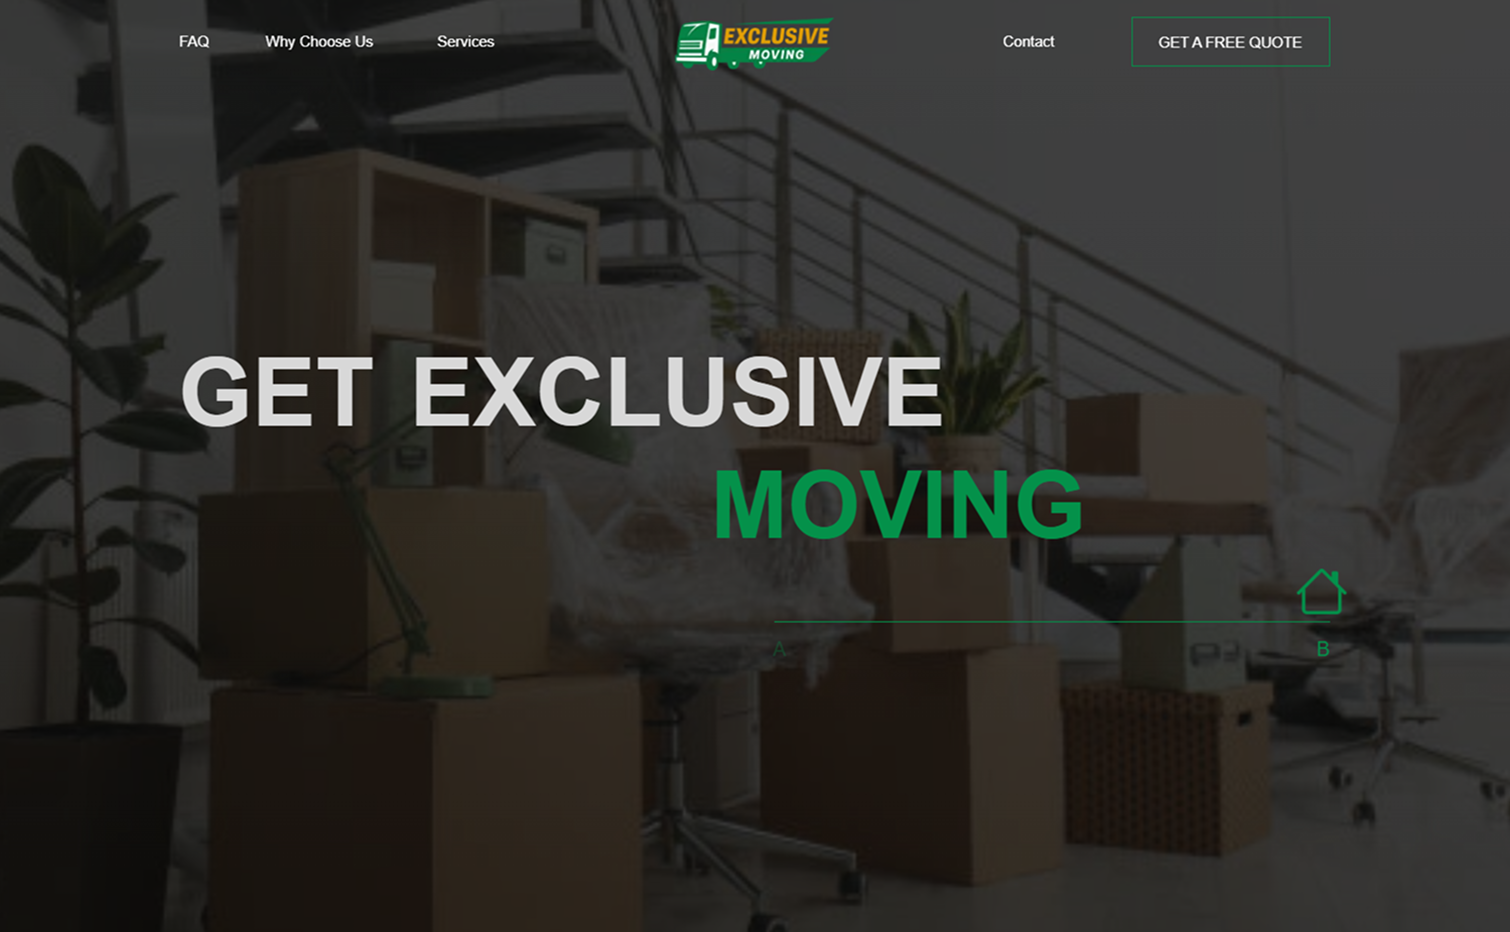 FAQ
Why Choose Us
Services
EXCLUSIVE
MOVING
Contact
GET A FREE QUOTE
GET EXCLUSIVE
MOVING
A
B